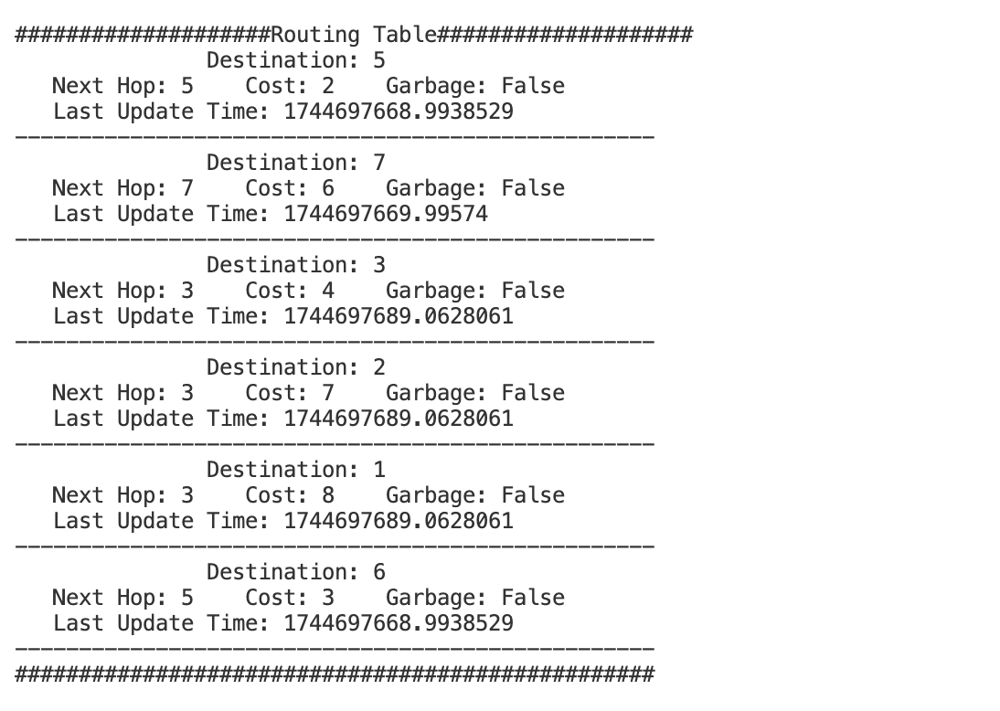 ####################Routing Table####################
Destination: 5
Next Hop: 5    Cost: 2    Garbage: False
Last Update Time: 1744697668.9938529
--------------------------------------------------
Destination: 7
Next Hop: 7    Cost: 6    Garbage: False
Last Update Time: 1744697669.99574
--------------------------------------------------
Destination: 3
Next Hop: 3    Cost: 4    Garbage: False
Last Update Time: 1744697689.0628061
--------------------------------------------------
Destination: 2
Next Hop: 3    Cost: 7    Garbage: False
Last Update Time: 1744697689.0628061
--------------------------------------------------
Destination: 1
Next Hop: 3    Cost: 8    Garbage: False
Last Update Time: 1744697689.0628061
--------------------------------------------------
Destination: 6
Next Hop: 5    Cost: 3    Garbage: False
Last Update Time: 1744697668.9938529
--------------------------------------------------
##################################################